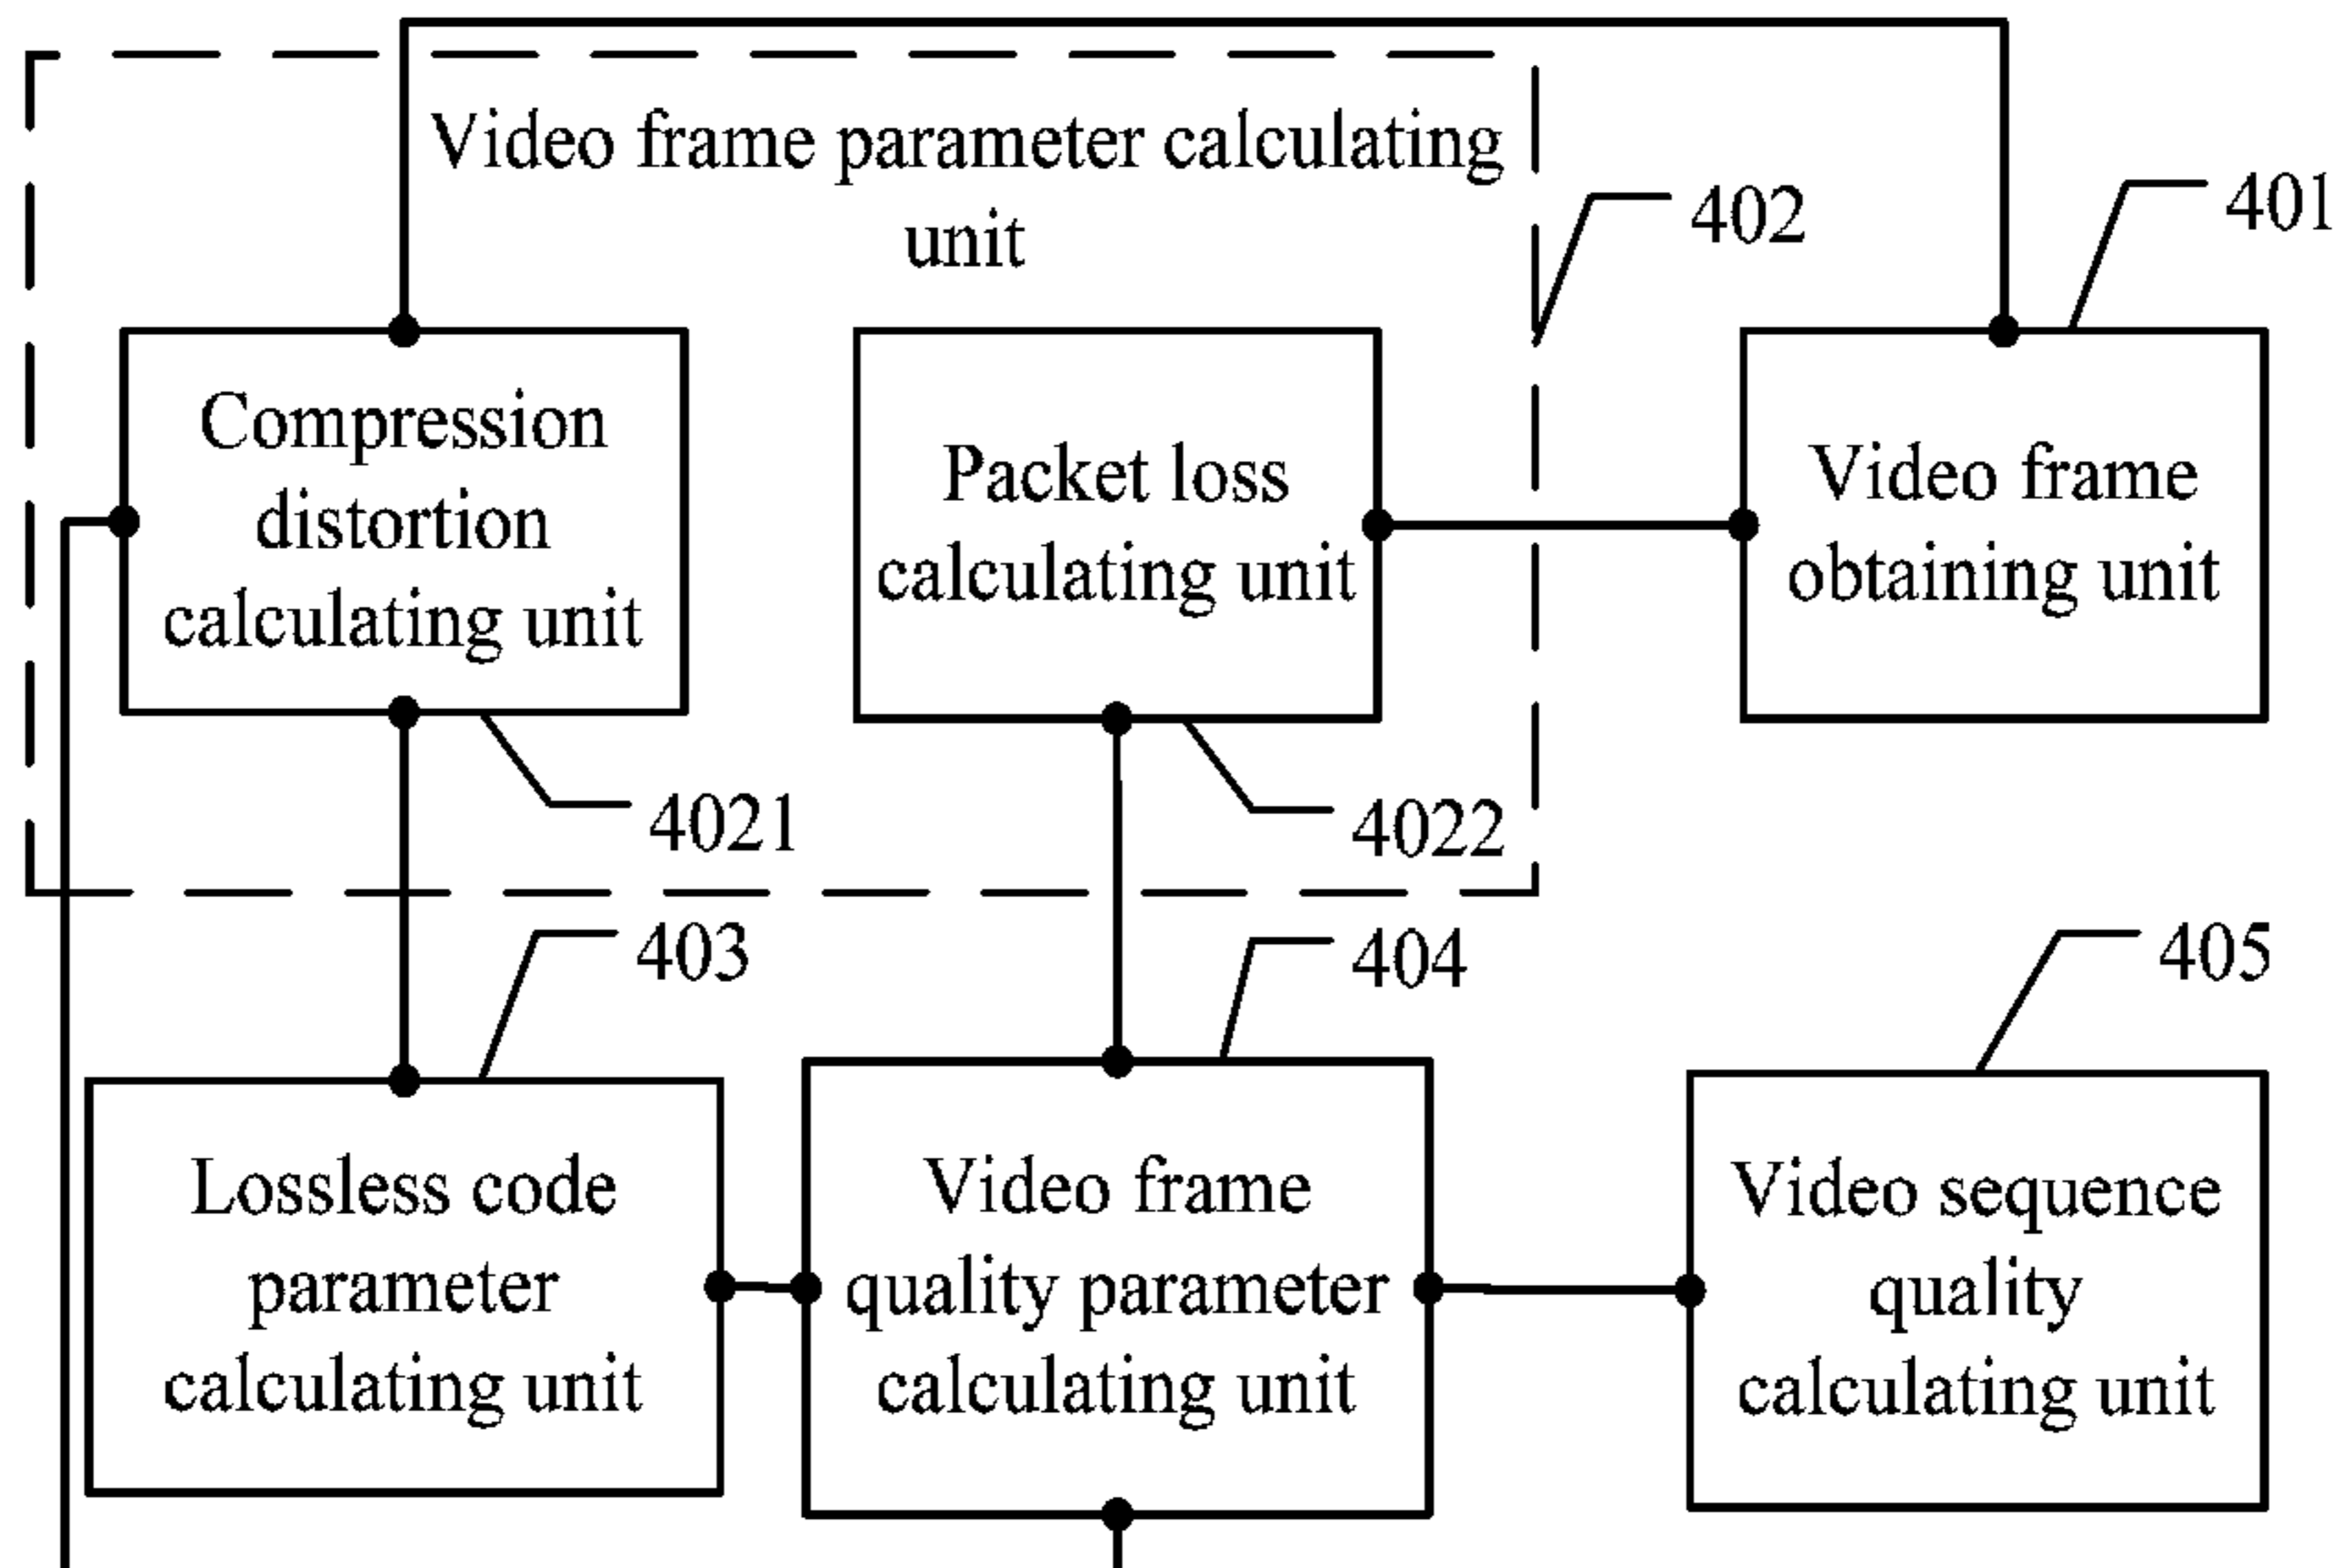 Video frame parameter calculating
unit
402
401
Compression
distortion
calculating unit
Packet loss
calculating unit
Video frame
obtaining unit
4021
4022
403
404
405
Lossless code
parameter
calculating unit
Video frame
quality parameter
calculating unit
Video sequence
quality
calculating unit